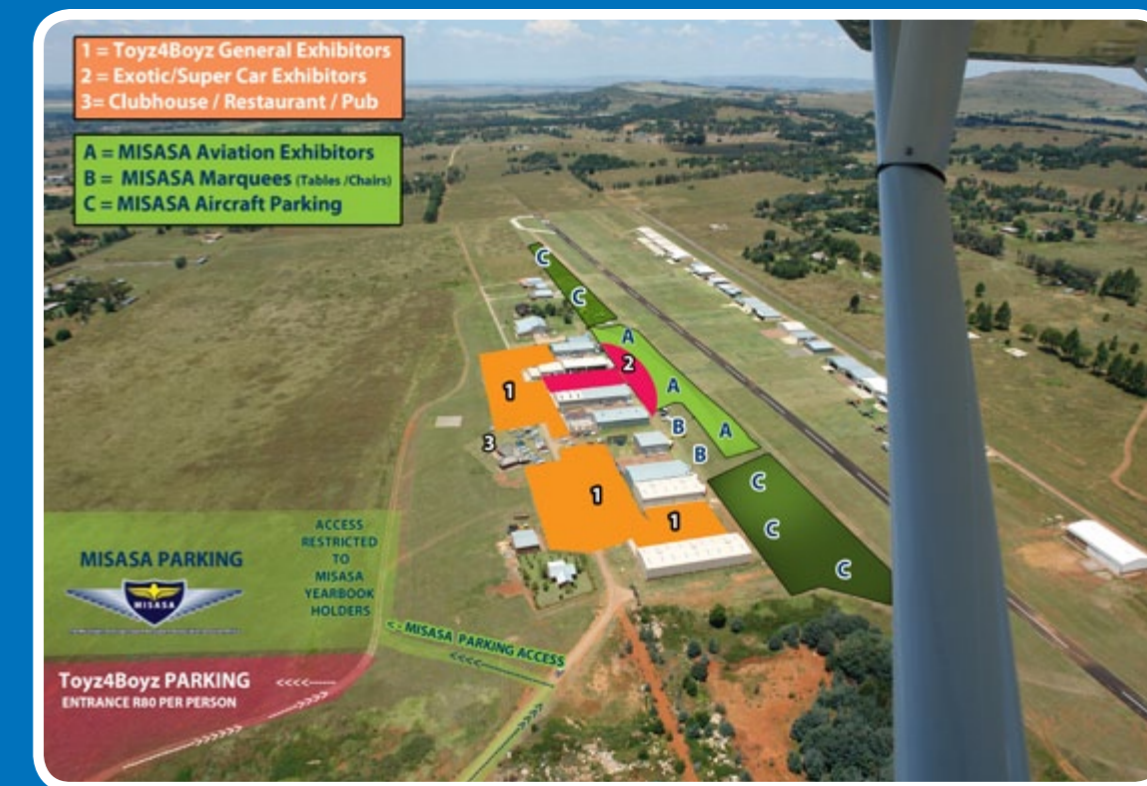 1 = Toyz4Boyz General Exhibitors
2 = Exotic/Super Car Exhibitors
3= Clubhouse / Restaurant / Pub
A = MISASA Aviation Exhibitors
B = MISASA Marquees (Tables /Chairs)
C = MISASA Aircraft Parking
C
C
A
2
1
A
3
B
A
B
1
C
1
C
C
MISASA PARKING
MISASA
ACCESS
RESTRICTED
TO
MISASA
YEARBOOK
HOLDERS
<- MISASA PARKING ACCESS
<<<<
Toyz4Boyz PARKING
<<<<
ENTRANCE R80 PER PERSON
>>>>>
>>>>>
>>>>